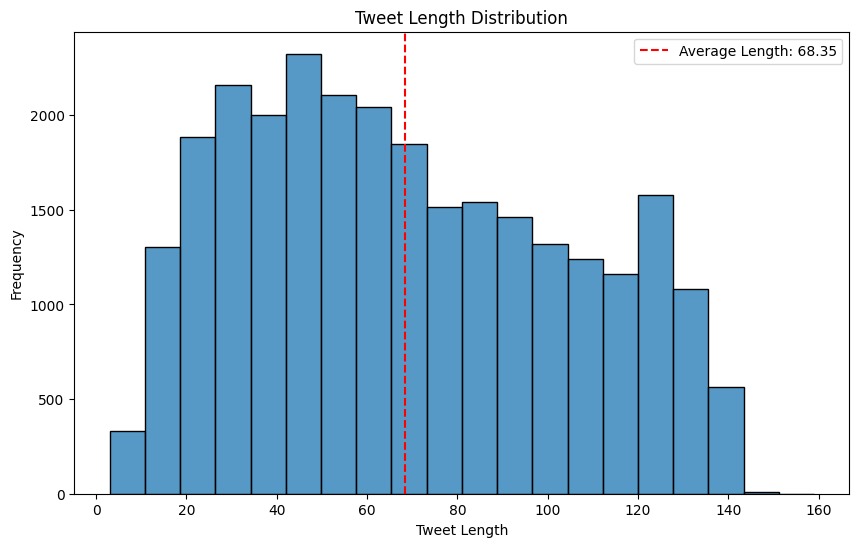 Tweet Length Distribution
Average Length: 68.35
Frequency
2000
1500
1000
500
0
0 20 40 60 80 100 120 140 160
Tweet Length